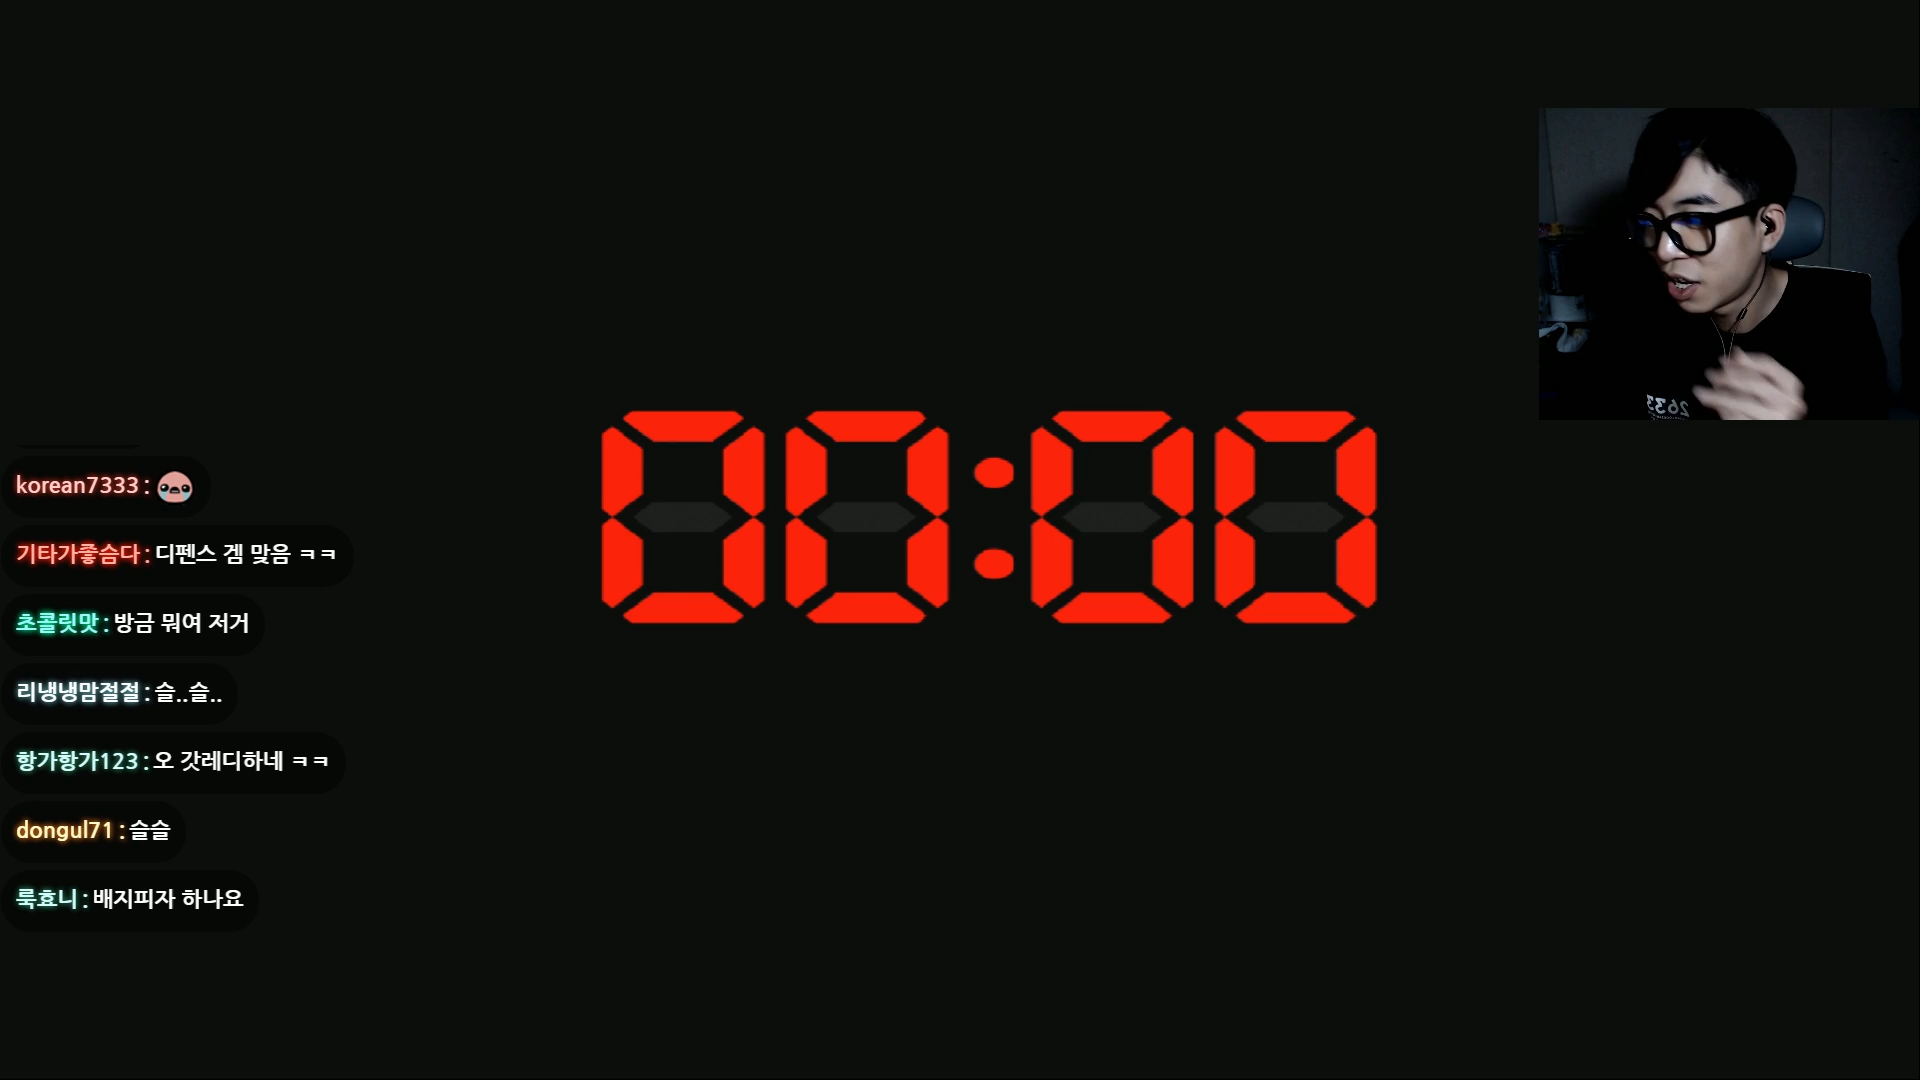 00:00
korean7333 :
기타가좋슴다 : 디펜스 겜 맞음 ㅋㅋ
초콜릿맛 : 방금 뭐여 저거
리냉냉맘절절 : 슬..슬..
항가항가123 : 오 갓레디하네 ㅋㅋ
dongul71 : 슬슬
룩효니 : 배지피자 하나요
2633